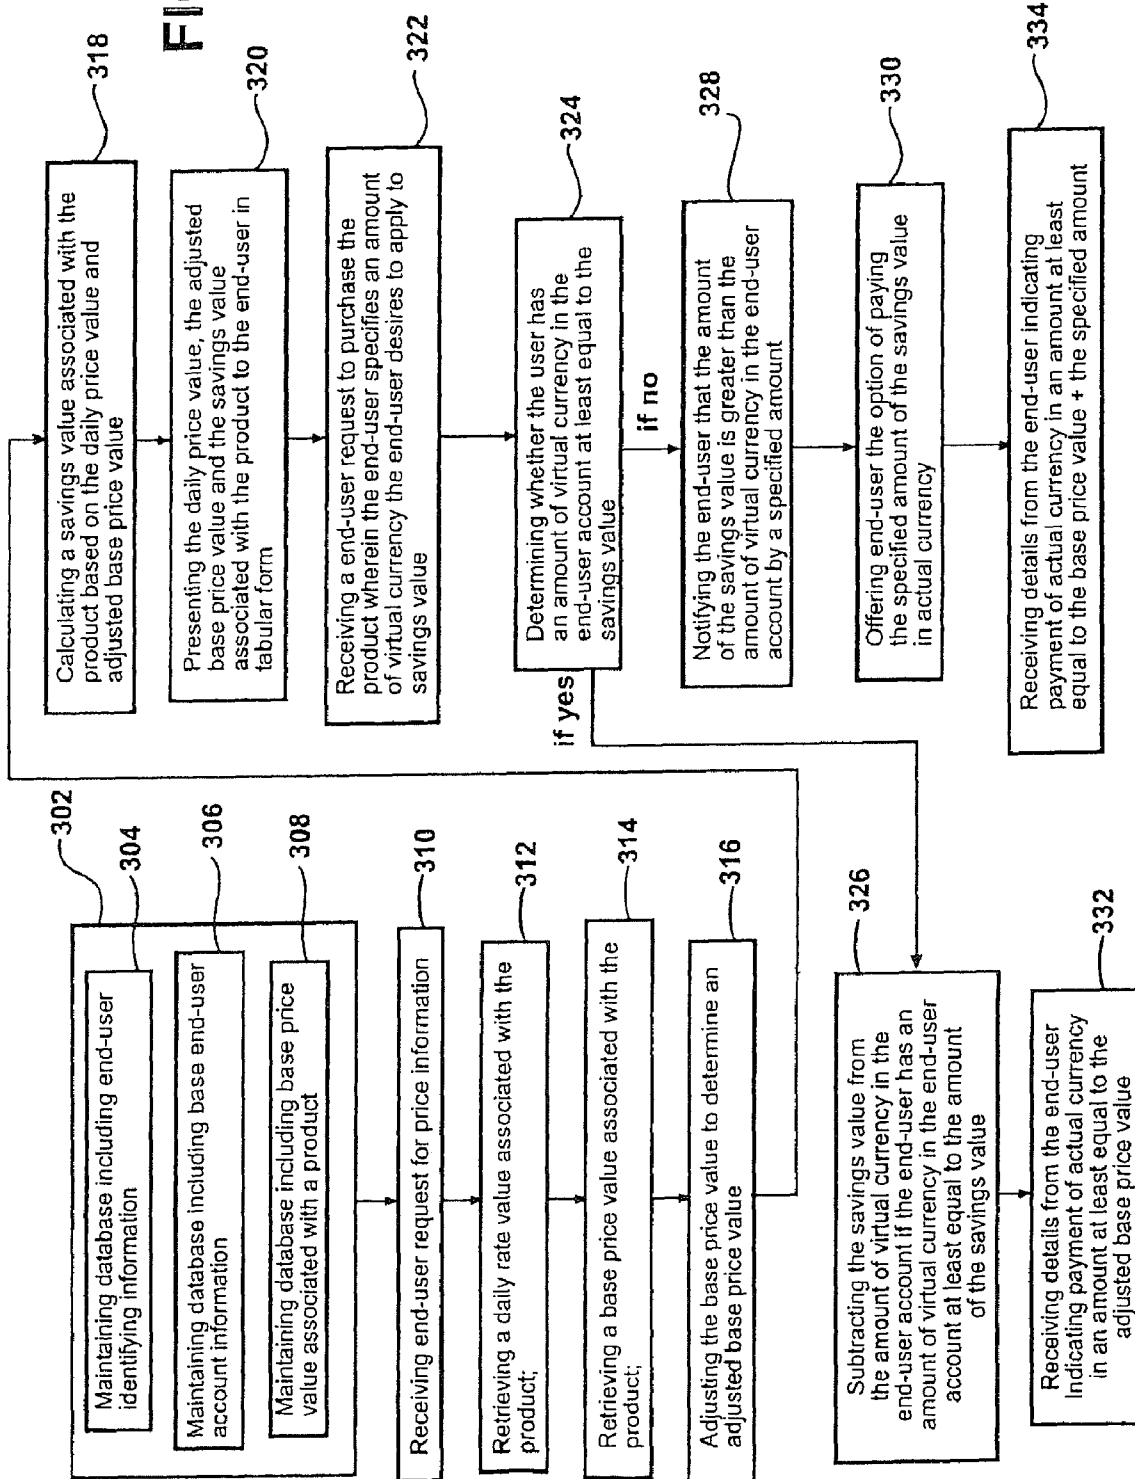 302
304
Maintaining database including end-user
identifying information
306
Maintaining database including base end-user
account information
308
Maintaining database including base price
value associated with a product
310
Receiving end-user request for price information
312
Retrieving a daily rate value associated with the
product;
314
Retrieving a base price value associated with the
product;
316
Adjusting the base price value to determine an
adjusted base price value
318
Calculating a savings value associated with the
product based on the daily price value and
adjusted base price value
320
Presenting the daily price value, the adjusted
base price value and the savings value
associated with the product to the end-user in
tabular form
322
Receiving a end-user request to purchase the
product wherein the end-user specifies an amount
of virtual currency the end-user desires to apply to
savings value
324
Determining whether the user has
an amount of virtual currency in the
end-user account at least equal to the
savings value
if yes
if no
326
Subtracting the savings value from
the amount of virtual currency in the
end-user account if the end-user has an
amount of virtual currency in the end-user
account at least equal to the amount
of the savings value
328
Notifying the end-user that the amount
of the savings value is greater than the
amount of virtual currency in the end-user
account by a specified amount
330
Offering end-user the option of paying
the specified amount of the savings value
in actual currency
332
Receiving details from the end-user
Indicating payment of actual currency
in an amount at least equal to the
adjusted base price value
334
Receiving details from the end-user indicating
payment of actual currency in an amount at least
equal to the base price value + the specified amount